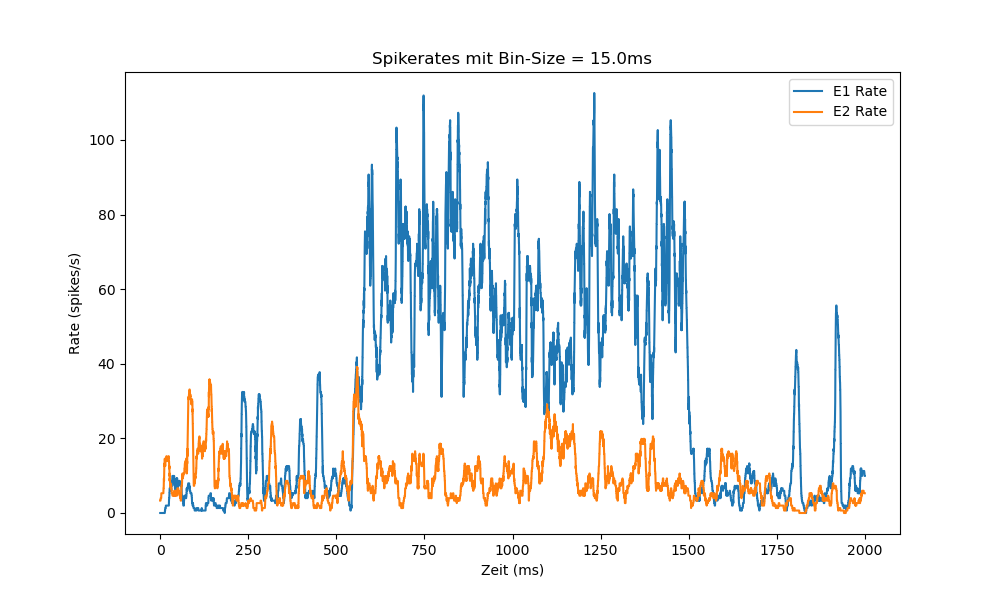 Spikerates mit Bin-Size = 15.0ms
E1 Rate
E2 Rate
100
80
60
40
20
0
Rate (spikes/s)
0 250 500 750 1000 1250 1500 1750 2000
Zeit (ms)